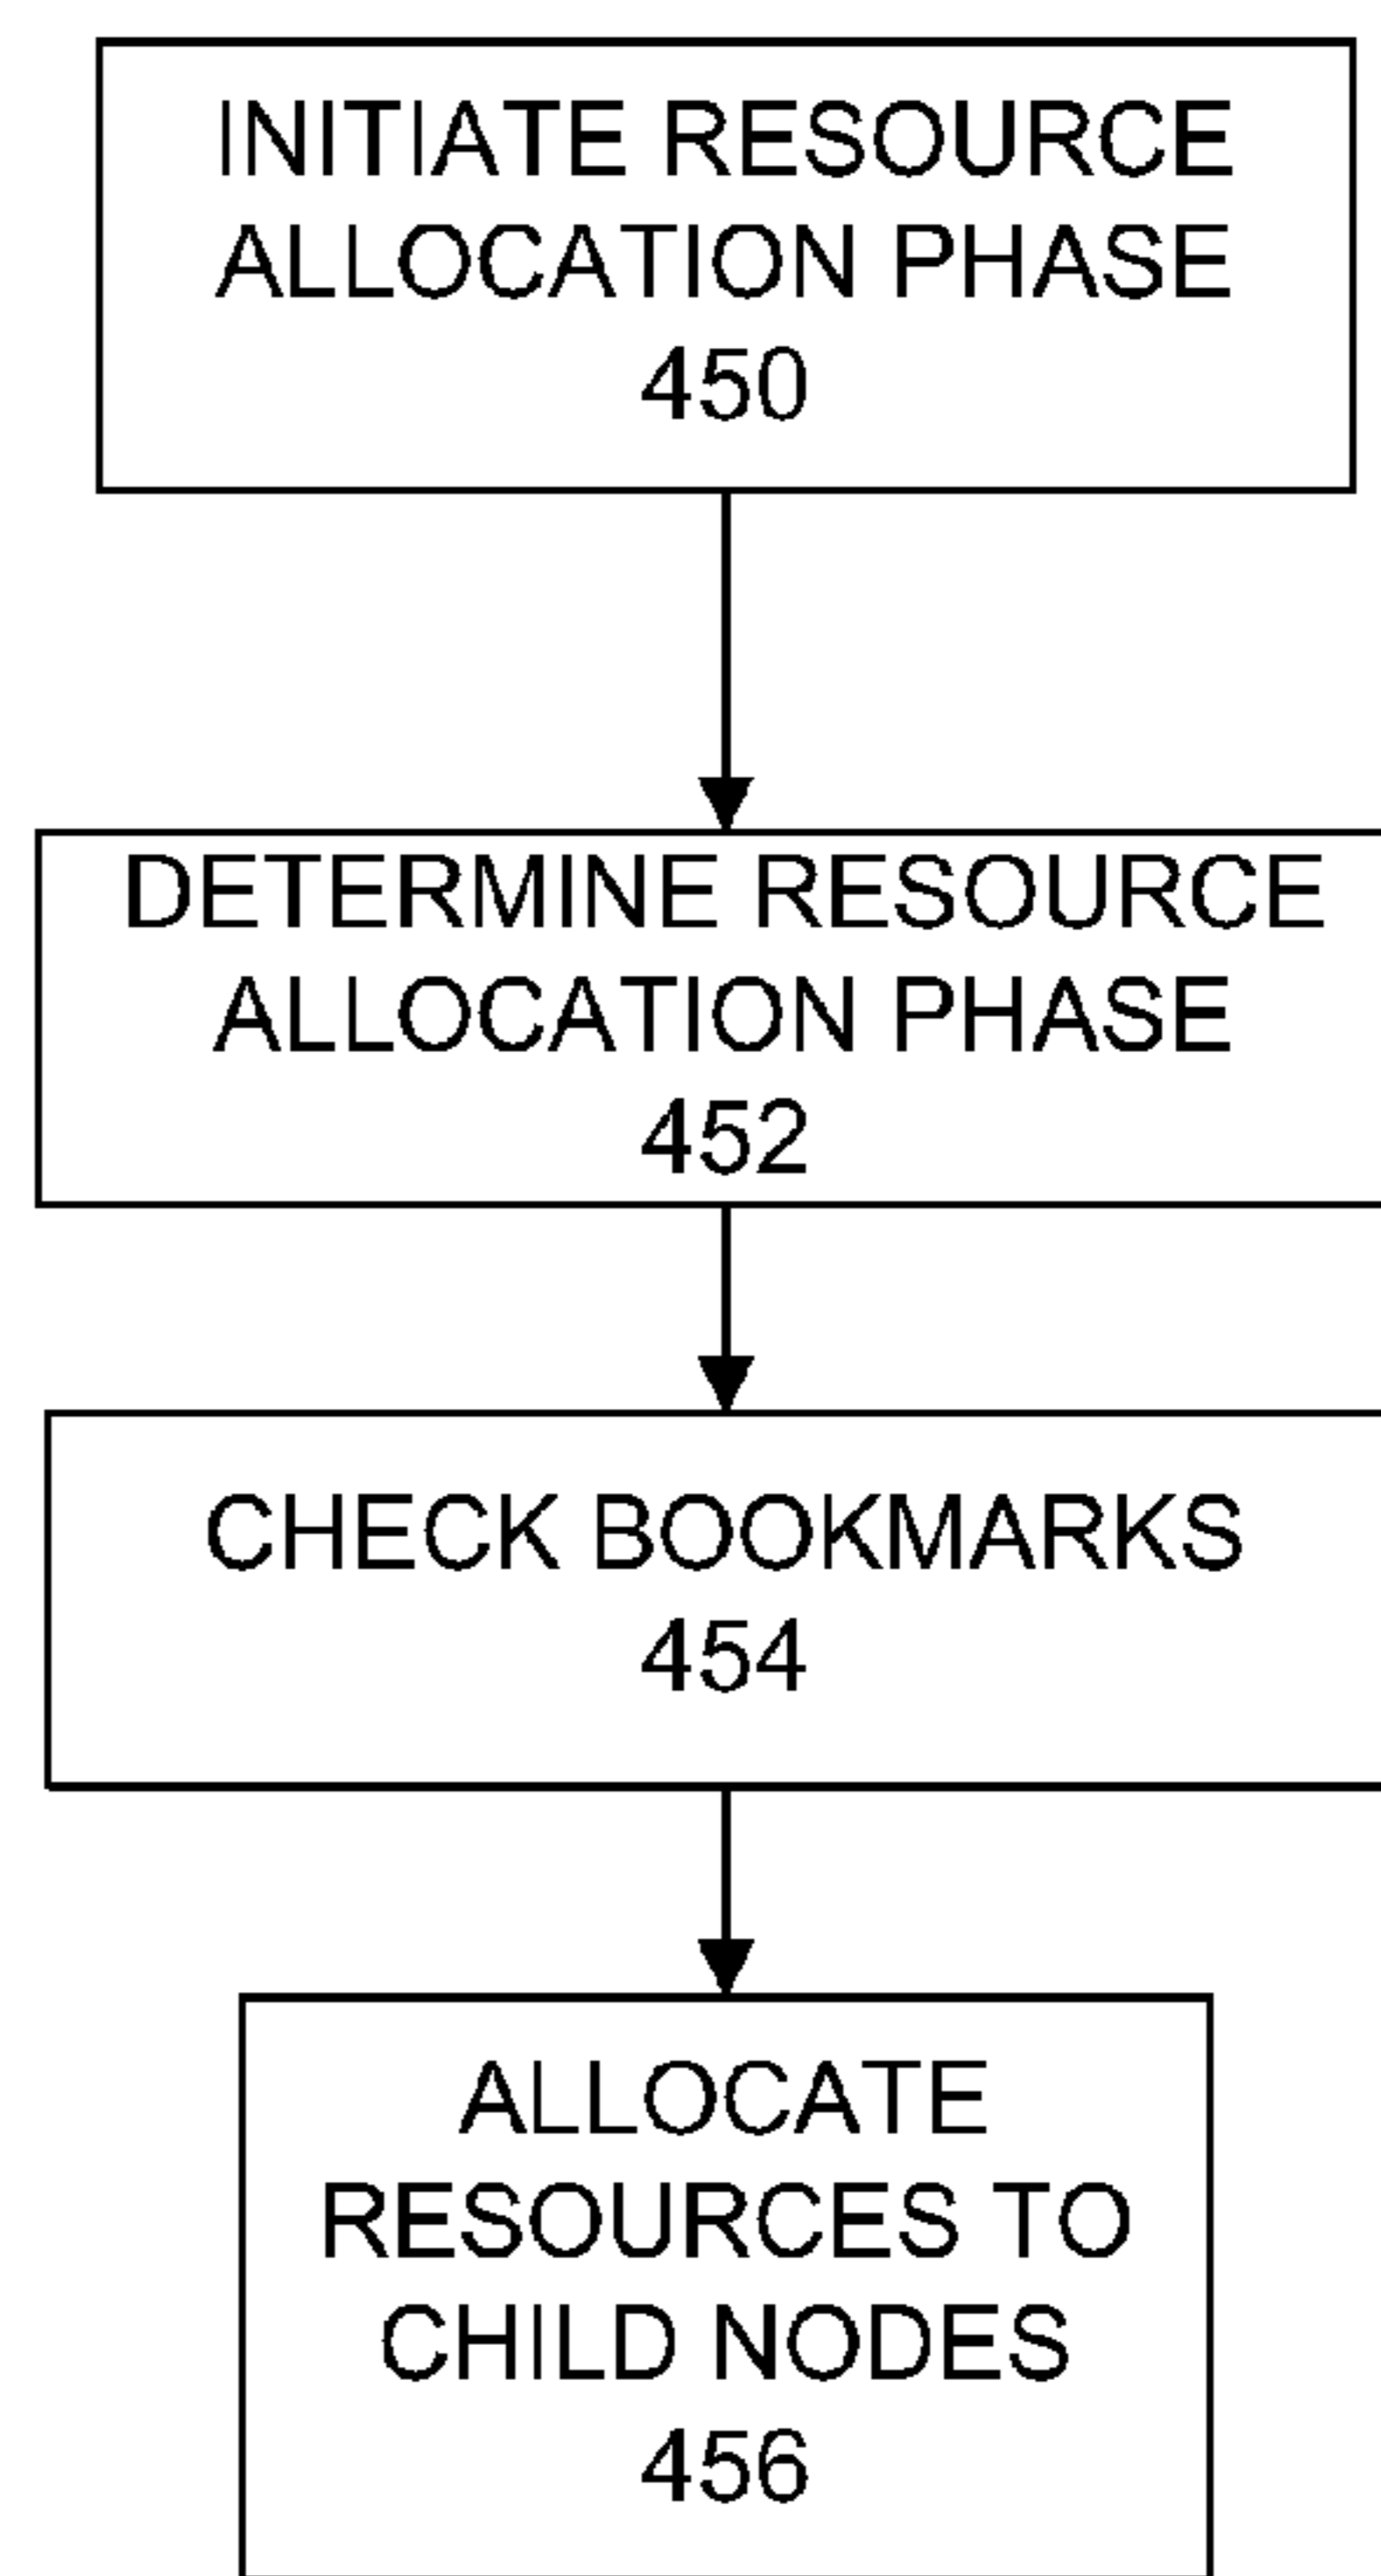 INITIATE RESOURCE
ALLOCATION PHASE
450
DETERMINE RESOURCE
ALLOCATION PHASE
452
CHECK BOOKMARKS
454
ALLOCATE
RESOURCES TO
CHILD NODES
456